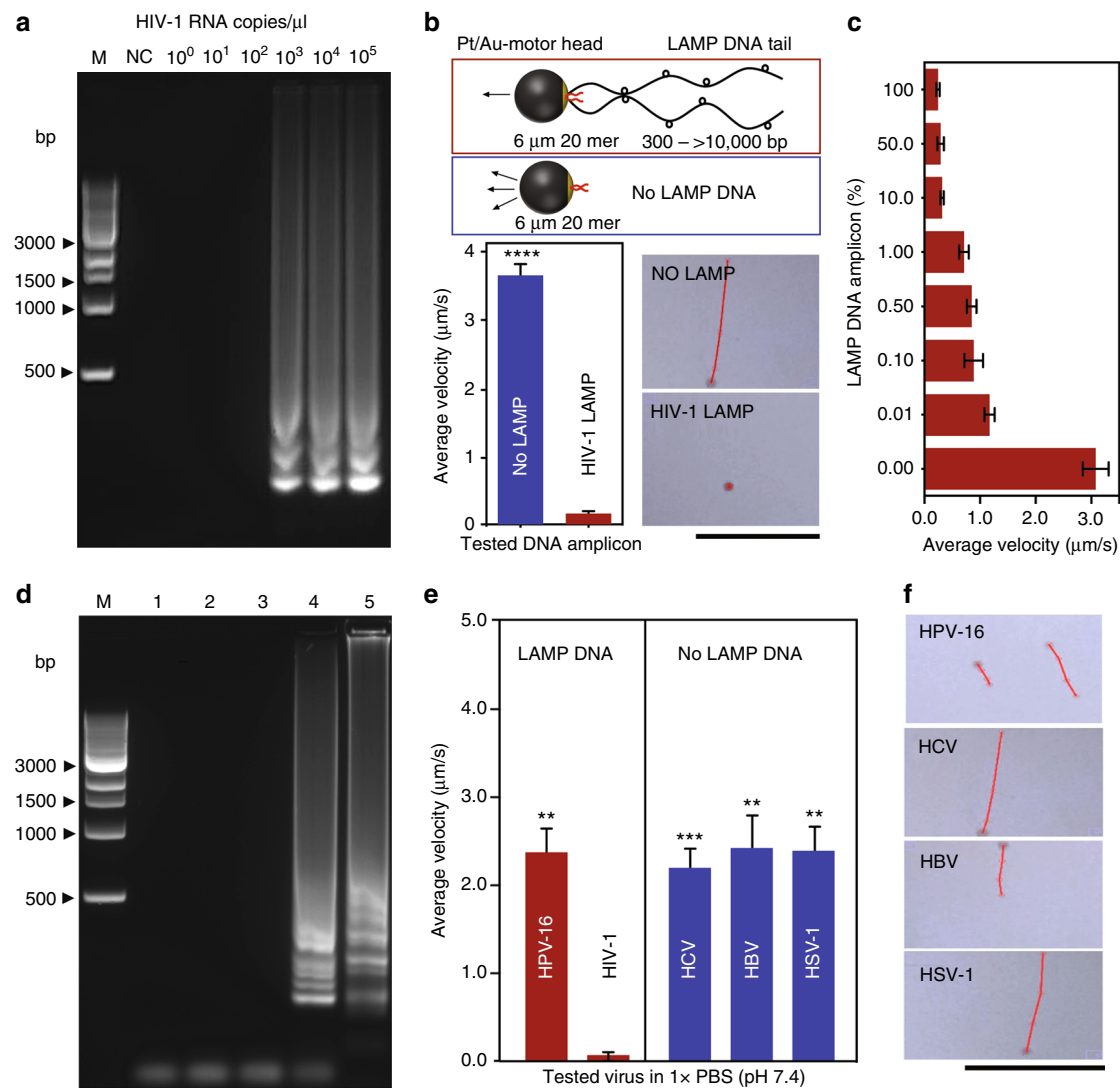 a
HIV-1 RNA copies/μl
M NC 10⁰ 10¹ 10² 10³ 10⁴ 10⁵
bp
3000
1500
1000
500
b
Pt/Au-motor head LAMP DNA tail
6 μm 20 mer 300 – >10,000 bp
No LAMP DNA
6 μm 20 mer
Average velocity (μm/s)
4
3
2
1
0
****
No LAMP
HIV-1 LAMP
Tested DNA amplicon
NO LAMP
HIV-1 LAMP
c
LAMP DNA amplicon (%)
100
50.0
10.0
1.00
0.50
0.10
0.01
0.00
0.0 1.0 2.0 3.0
Average velocity (μm/s)
d
M 1 2 3 4 5
bp
3000
1500
1000
500
e
Average velocity (μm/s)
5.0
4.0
3.0
2.0
1.0
0.0
LAMP DNA No LAMP DNA
** *** ** **
HPV-16
HIV-1
HCV
HBV
HSV-1
Tested virus in 1× PBS (pH 7.4)
f
HPV-16
HCV
HBV
HSV-1